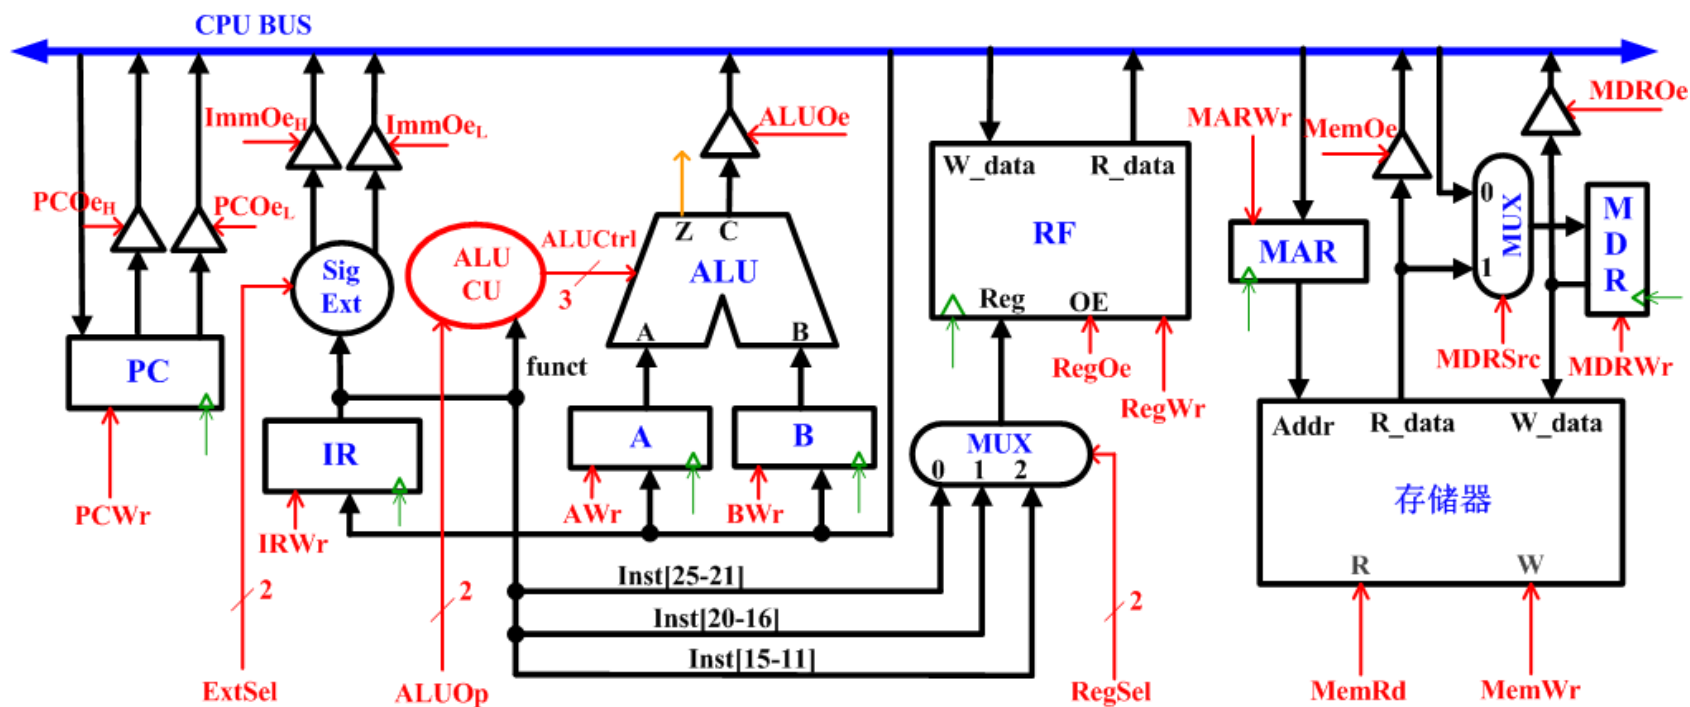 CPU BUS
ImmOeH
ImmOeL
ALUOe
MARWr
MemOe
MDROe
PCOeH
PCOeL
W_data
R_data
0
MUX
1
MDR
Sig
Ext
ALU
CU
ALUCtrl
3
Z
C
ALU
A
B
RF
Reg
OE
MAR
MDRSrc
MDRWr
PC
funct
RegOe
RegWr
PCWr
IR
IRWr
A
B
AWr
BWr
MUX
0
1
2
Addr
R_data
W_data
存储器
R
W
Inst[25-21]
Inst[20-16]
Inst[15-11]
2
2
2
ExtSel
ALUOp
RegSel
MemRd
MemWr